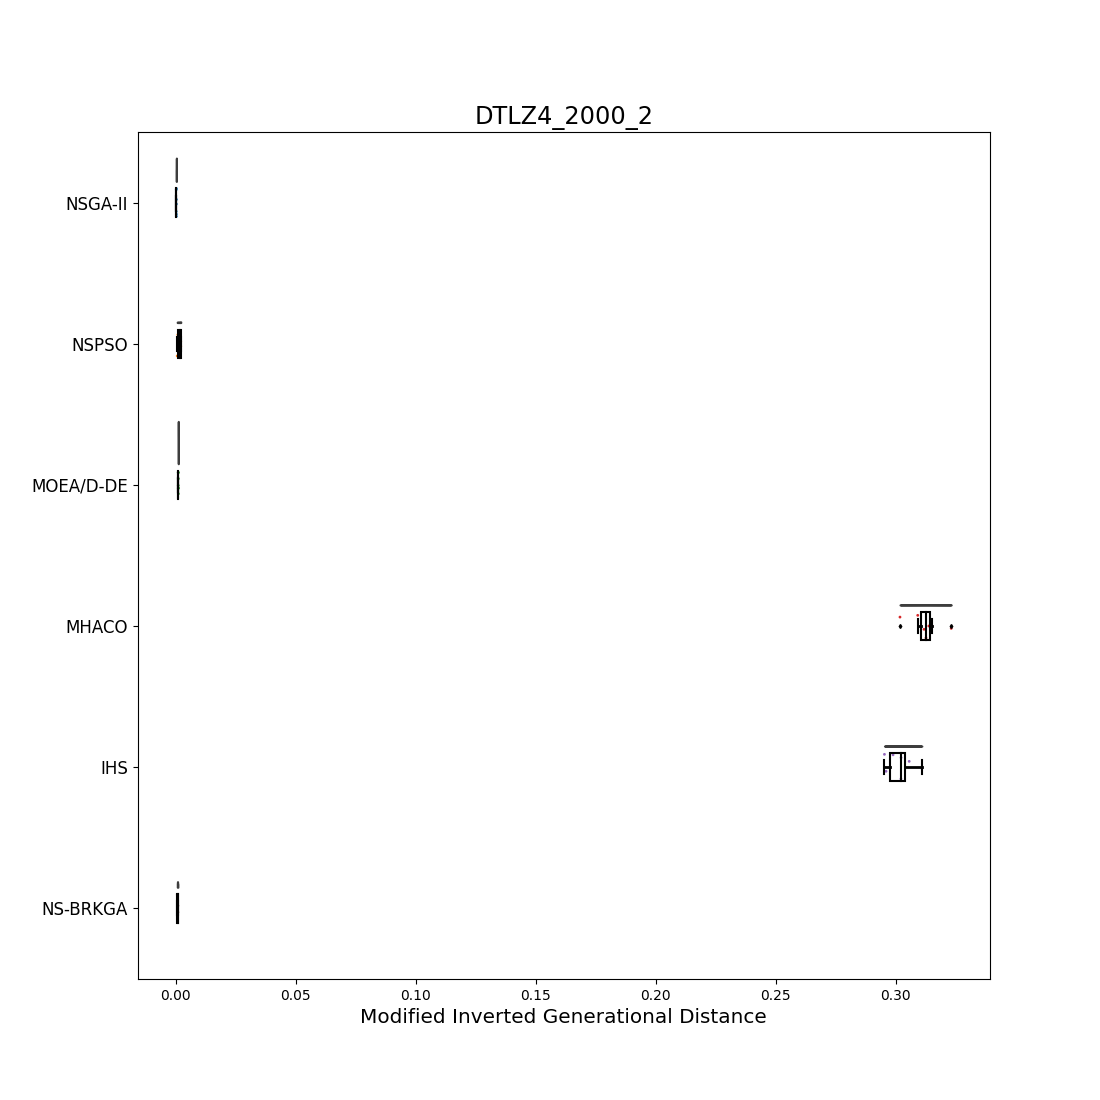 DTLZ4_2000_2
NSGA-II
NSPSO
MOEA/D-DE
MHACO
IHS
NS-BRKGA
0.00 0.05 0.10 0.15 0.20 0.25 0.30
Modified Inverted Generational Distance